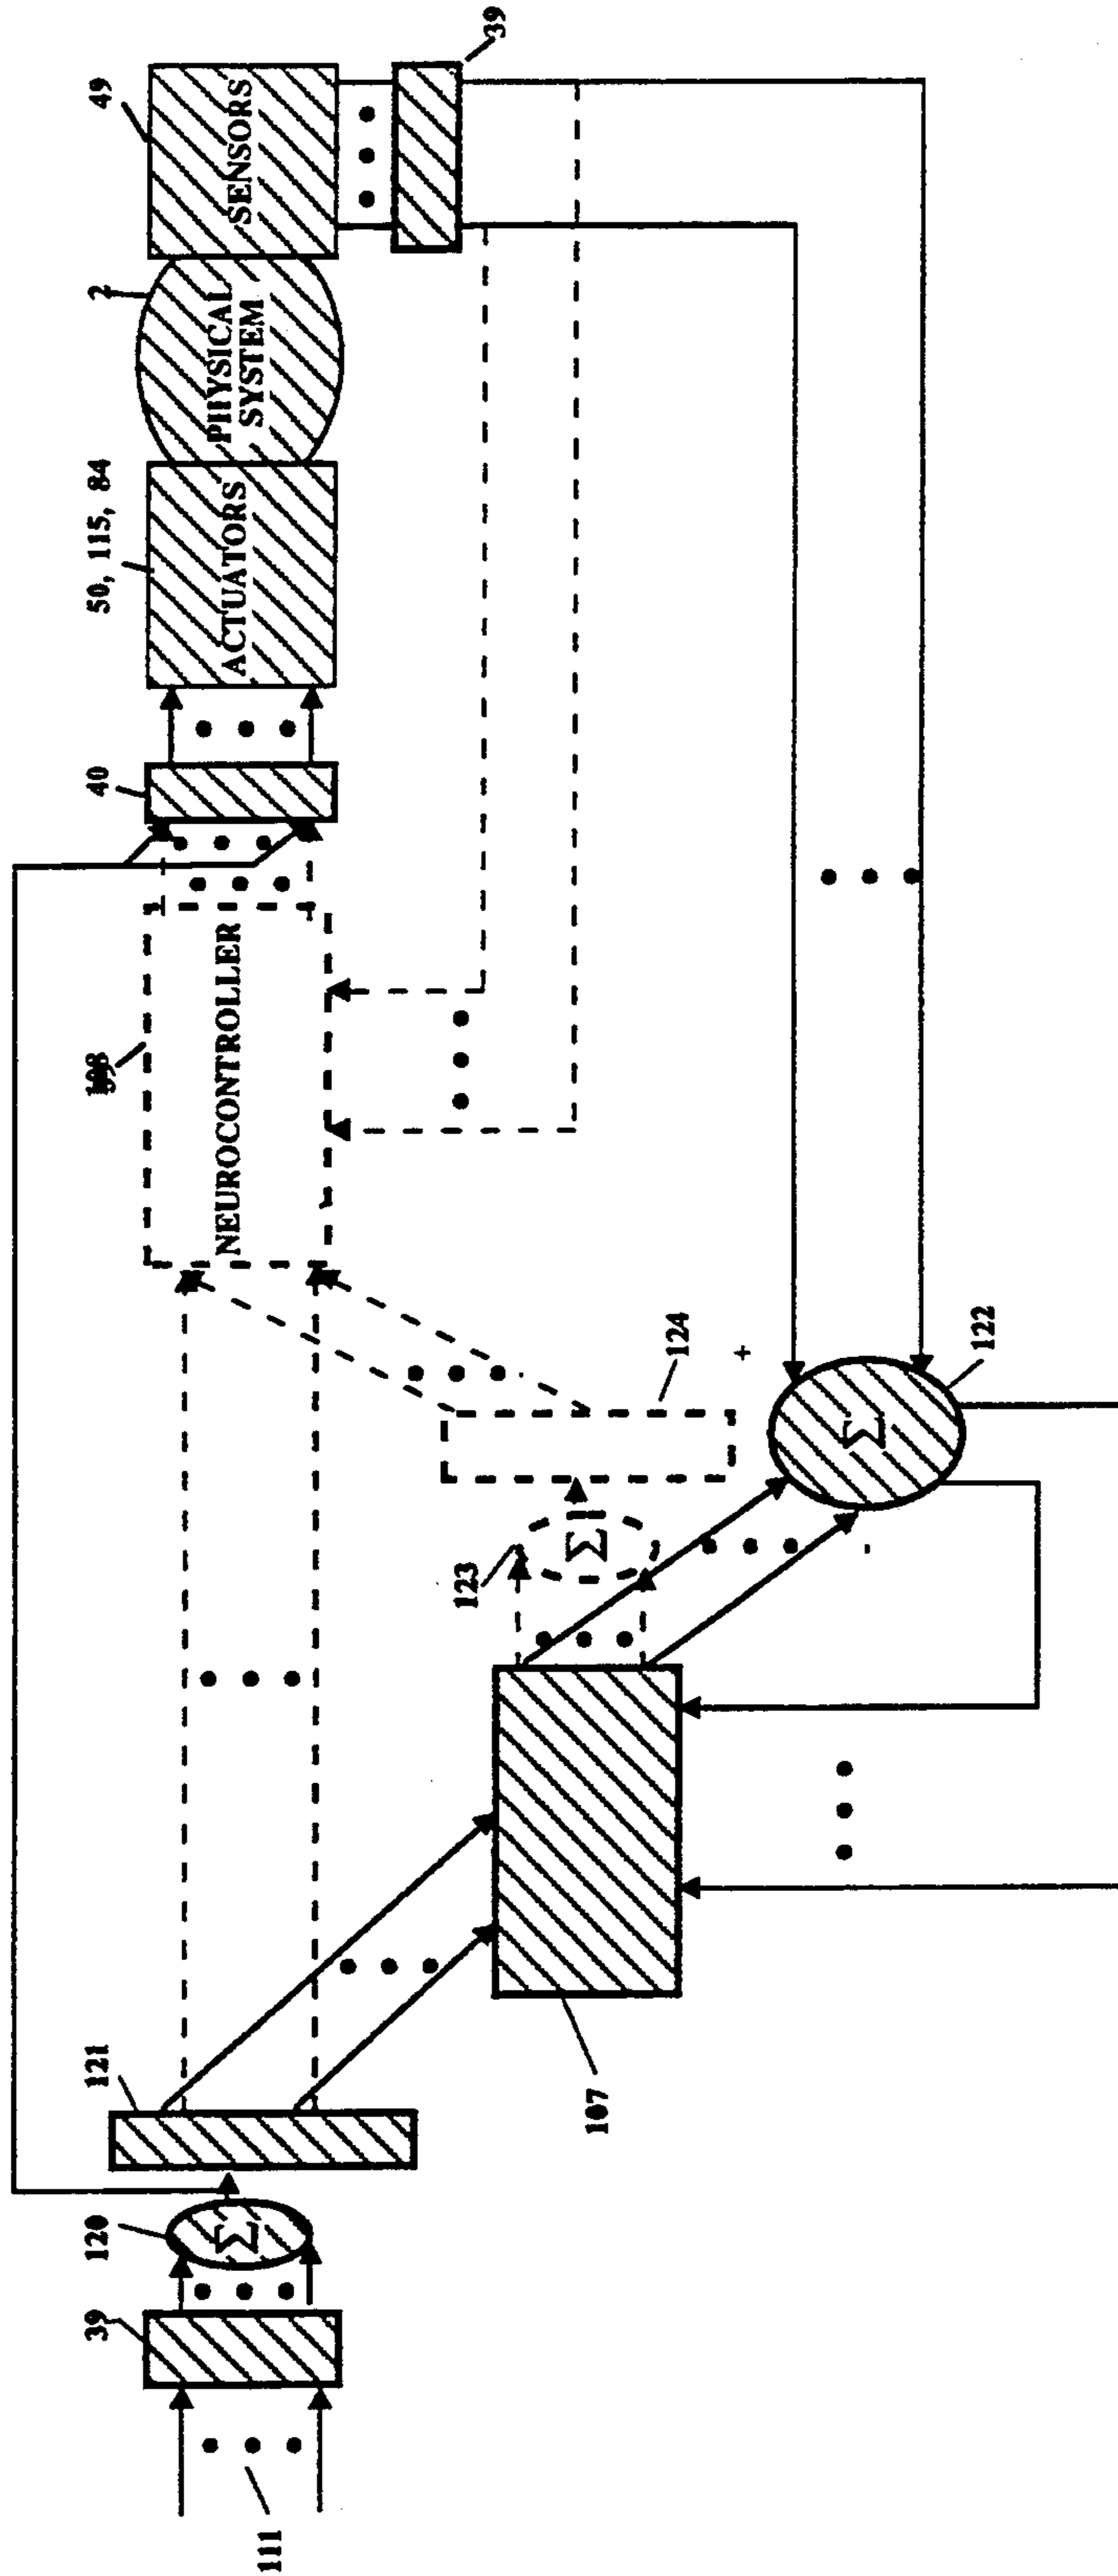 50, 115, 84
2
49
40
ACTUATORS
PHYSICAL
SYSTEM
SENSORS
39
NEUROCONTROLLER
39
120
Σ
121
111
123
Σ
124
+
107
Σ
-
122